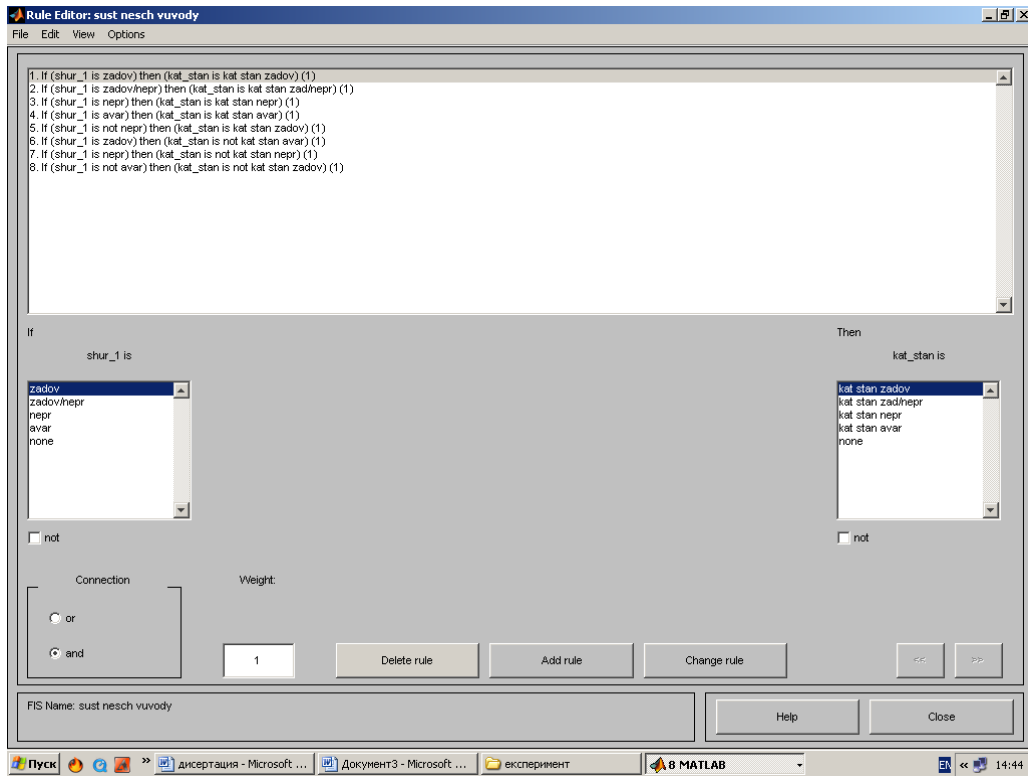 Rule Editor: sust nesch vuvody
File Edit View Options
1. If (shur_1 is zadov) then (kat_stan is kat stan zadov) (1)
2. If (shur_1 is zadov/nepr) then (kat_stan is kat stan zad/nepr) (1)
3. If (shur_1 is nepr) then (kat_stan is kat stan nepr) (1)
4. If (shur_1 is avar) then (kat_stan is kat stan avar) (1)
5. If (shur_1 is not nepr) then (kat_stan is kat stan zadov) (1)
6. If (shur_1 is zadov) then (kat_stan is not kat stan avar) (1)
7. If (shur_1 is nepr) then (kat_stan is not kat stan nepr) (1)
8. If (shur_1 is not avar) then (kat_stan is not kat stan zadov) (1)
If
Then
shur_1 is
kat_stan is
zadov
zadov/nepr
nepr
avar
none
kat stan zadov
kat stan zad/nepr
kat stan nepr
kat stan avar
none
not
not
Connection
or
and
Weight:
1
Delete rule
Add rule
Change rule
<<
>>
FIS Name: sust nesch vuvody
Help
Close
Пуск » дисертация - Microsoft ... Документ3 - Microsoft ... експеримент 8 MATLAB EN « 14:44